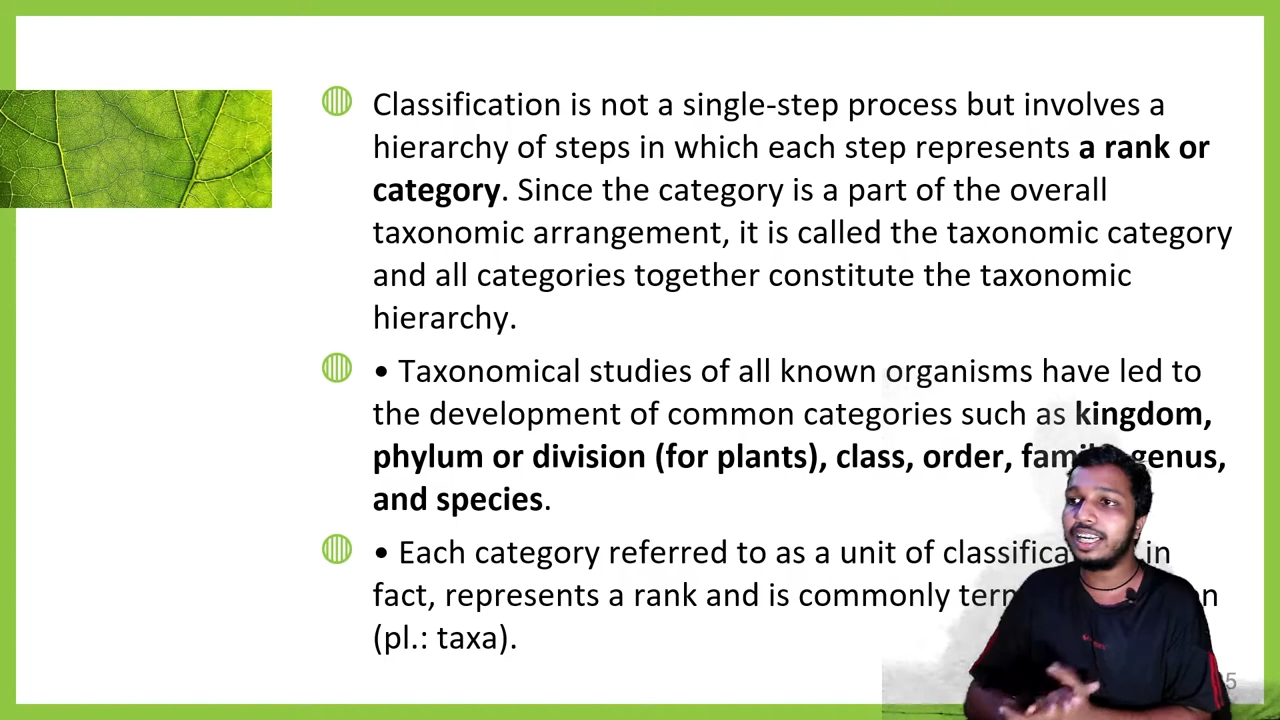 Classification is not a single-step process but involves a
hierarchy of steps in which each step represents a rank or
category. Since the category is a part of the overall
taxonomic arrangement, it is called the taxonomic category
and all categories together constitute the taxonomic
hierarchy.
• Taxonomical studies of all known organisms have led to
the development of common categories such as kingdom,
phylum or division (for plants), class, order, genus,
and species.
• Each category referred to as a unit of in
fact, represents a rank and is commonly
(pl.: taxa).